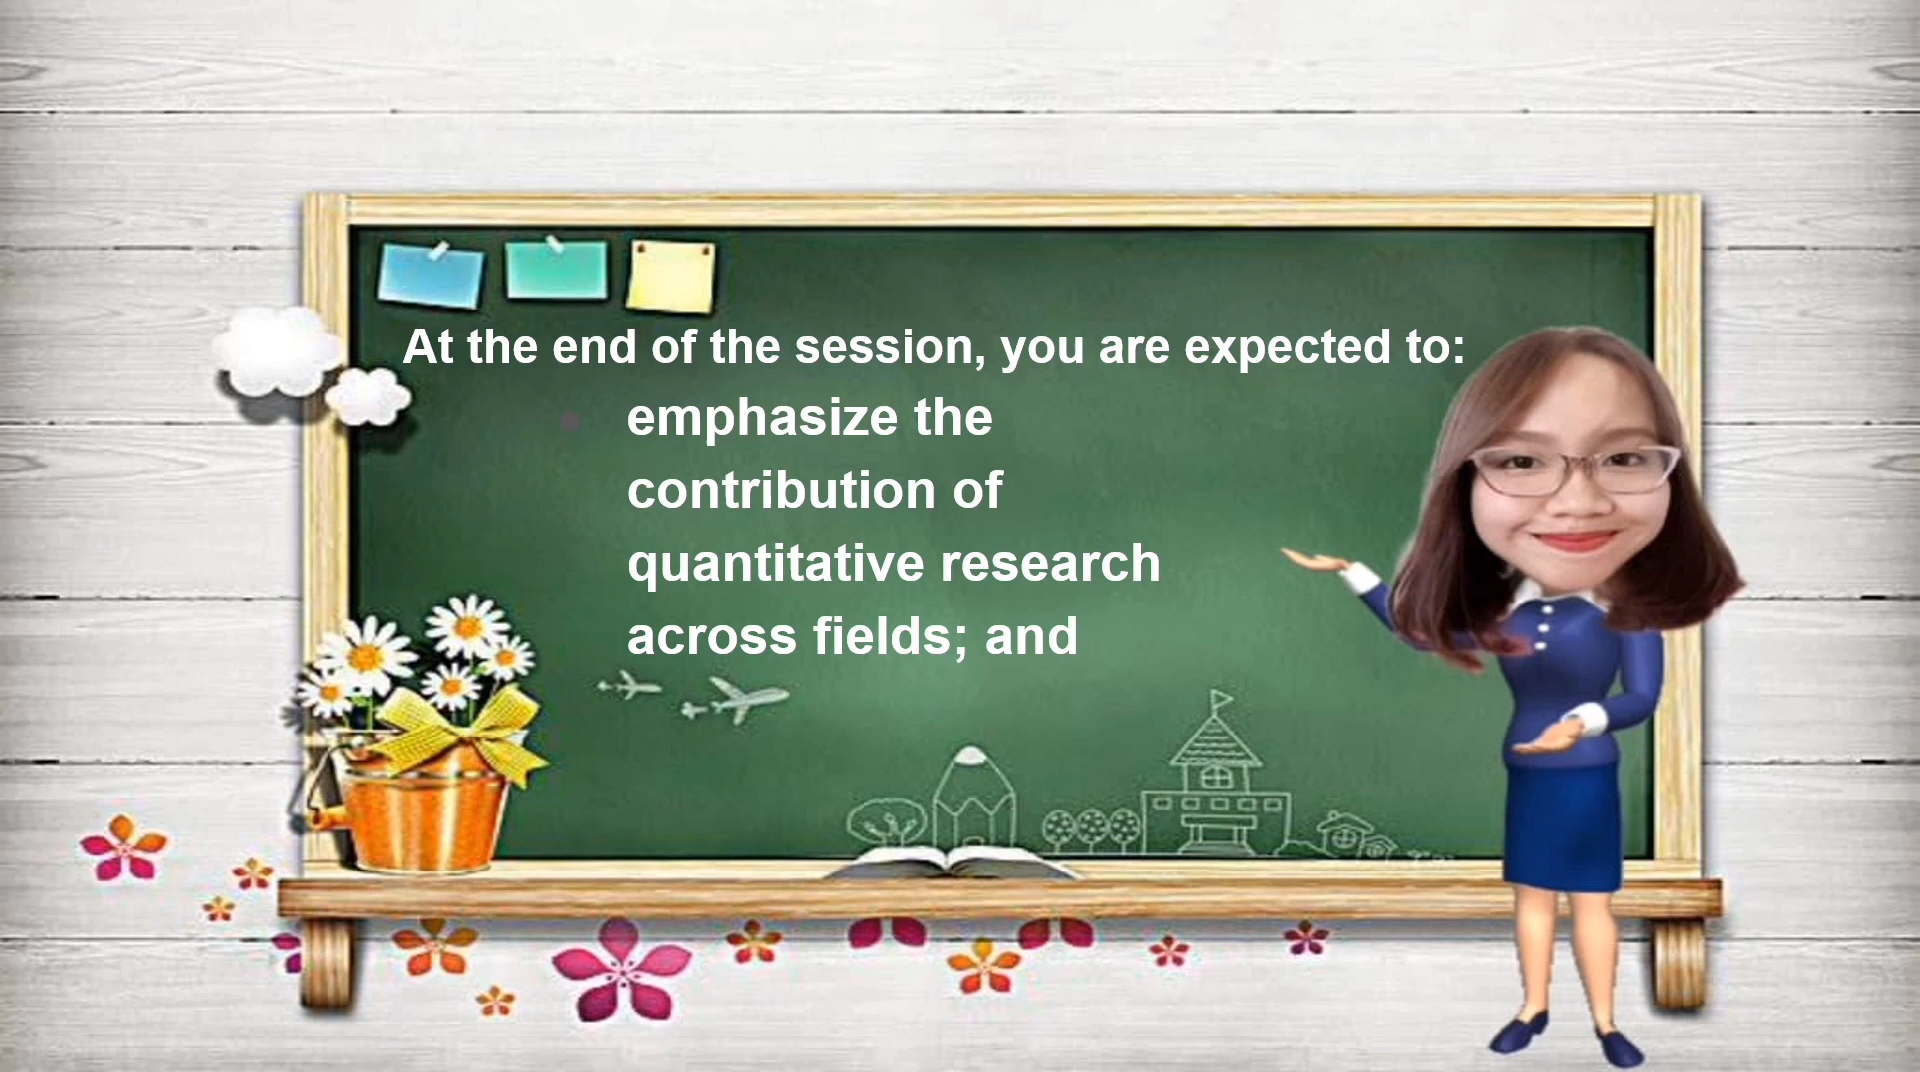 At the end of the session, you are expected to:
emphasize the
contribution of
quantitative research
across fields; and